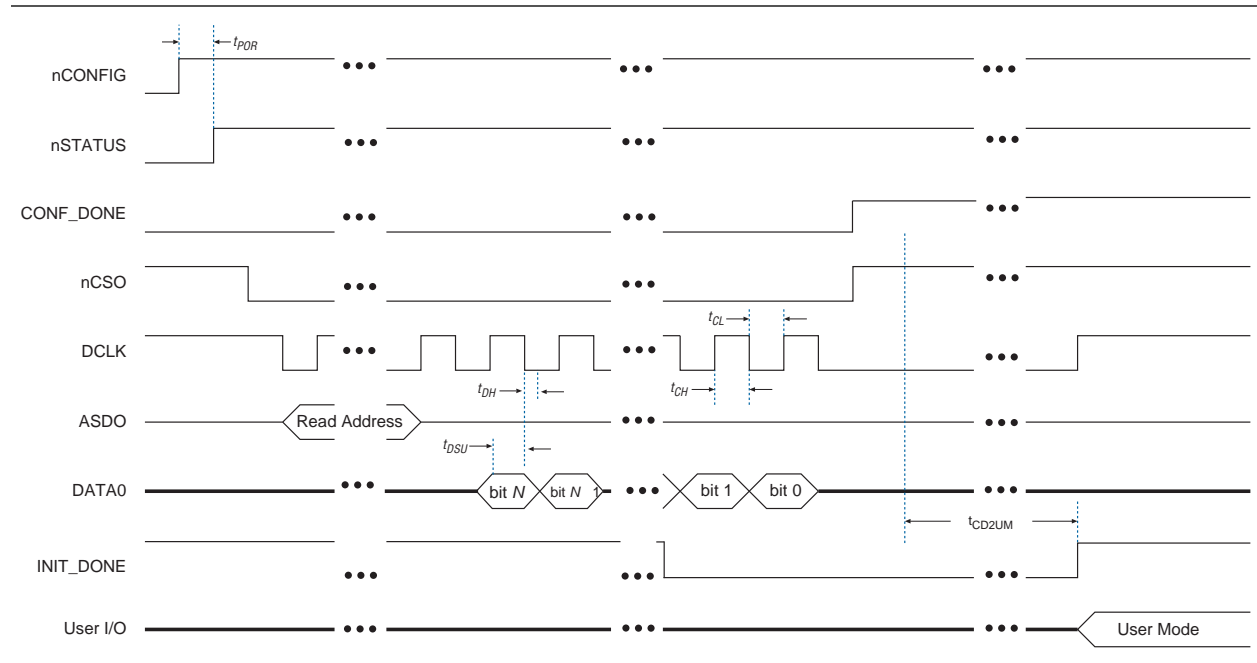 tPOR
nCONFIG
nSTATUS
CONF_DONE
nCSO
tCL
DCLK
tDH
tCH
ASDO
Read Address
tDSU
DATA0
bit N
bit N 1
bit 1
bit 0
tCD2UM
INIT_DONE
User I/O
User Mode